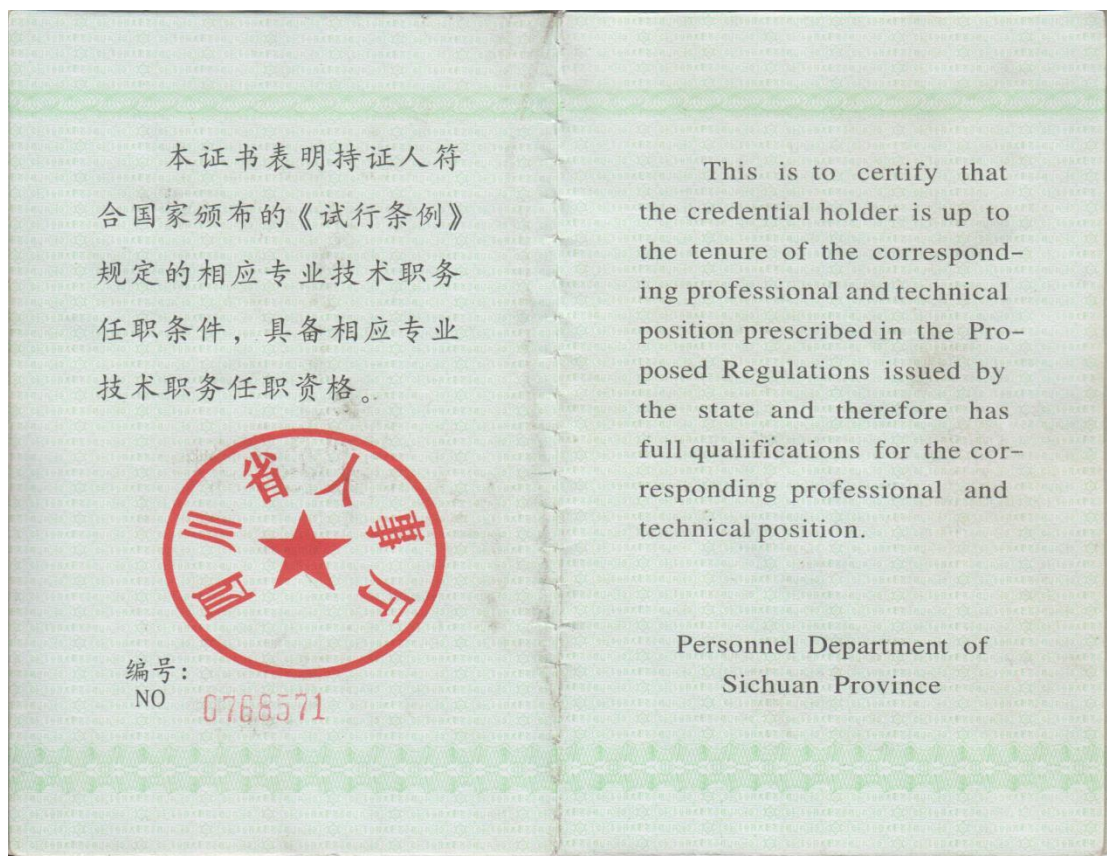 本证书表明持证人符
合国家颁布的《试行条例》
规定的相应专业技术职务
任职条件，具备相应专业
技术职务任职资格。
四川省人事厅
编号：
NO 0768571
This is to certify that
the credential holder is up to
the tenure of the correspond-
ing professional and technical
position prescribed in the Pro-
posed Regulations issued by
the state and therefore has
full qualifications for the cor-
responding professional and
technical position.
Personnel Department of
Sichuan Province